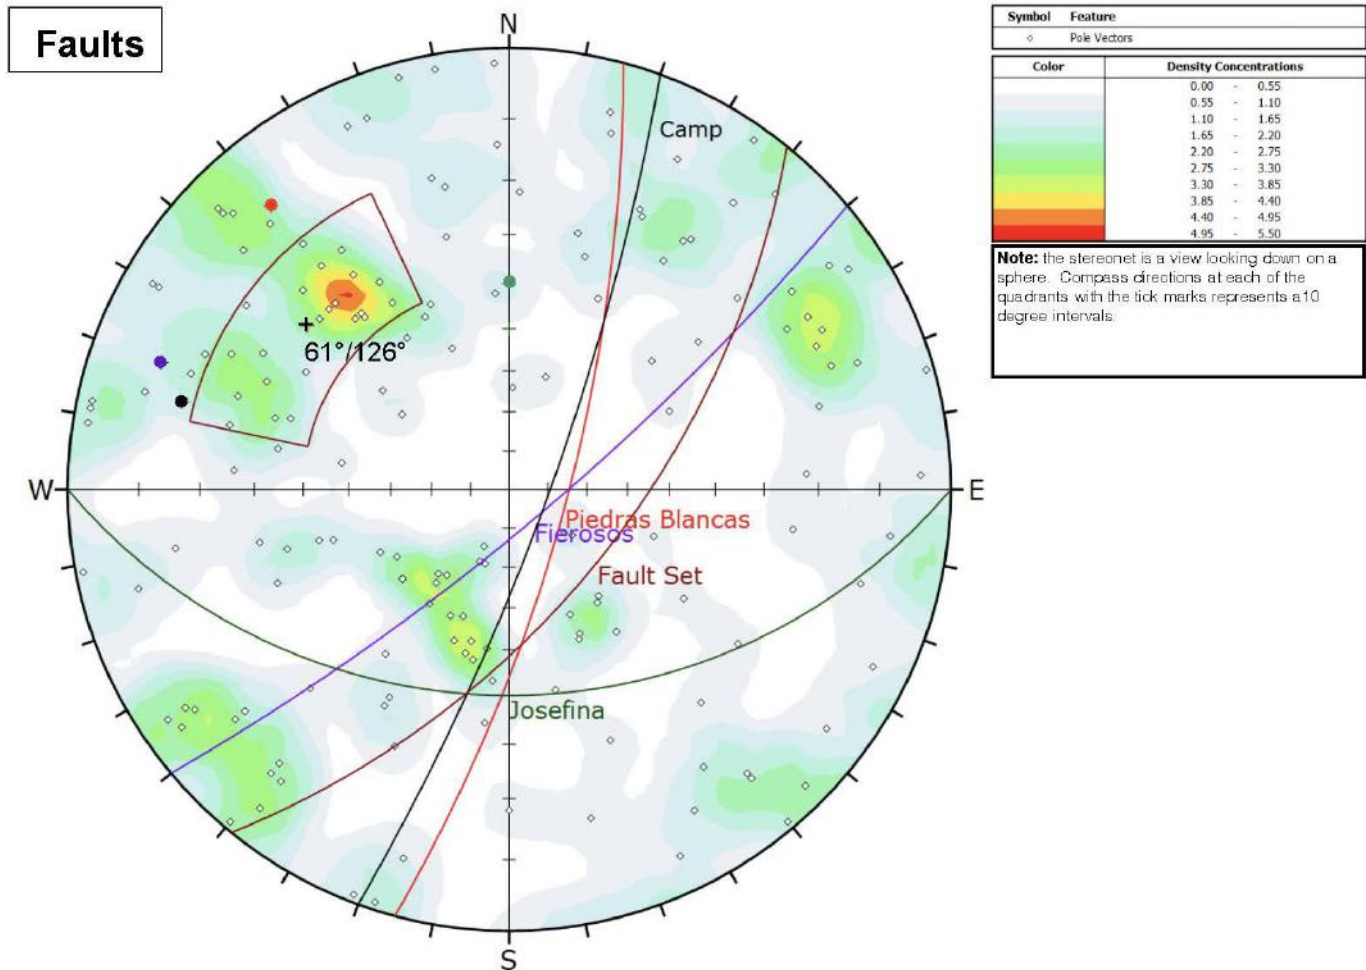 Faults
N
Camp
61°/126°
W
E
Piedras Blancas
Fierosos
Fault Set
Josefina
S
Symbol Feature
Pole Vectors
Color Density Concentrations
0.00 - 0.55
0.55 - 1.10
1.10 - 1.65
1.65 - 2.20
2.20 - 2.75
2.75 - 3.30
3.30 - 3.85
3.85 - 4.40
4.40 - 4.95
4.95 - 5.50
Note: the stereonet is a view looking down on a
sphere. Compass directions at each of the
quadrants with the tick marks represents a10
degree intervals.